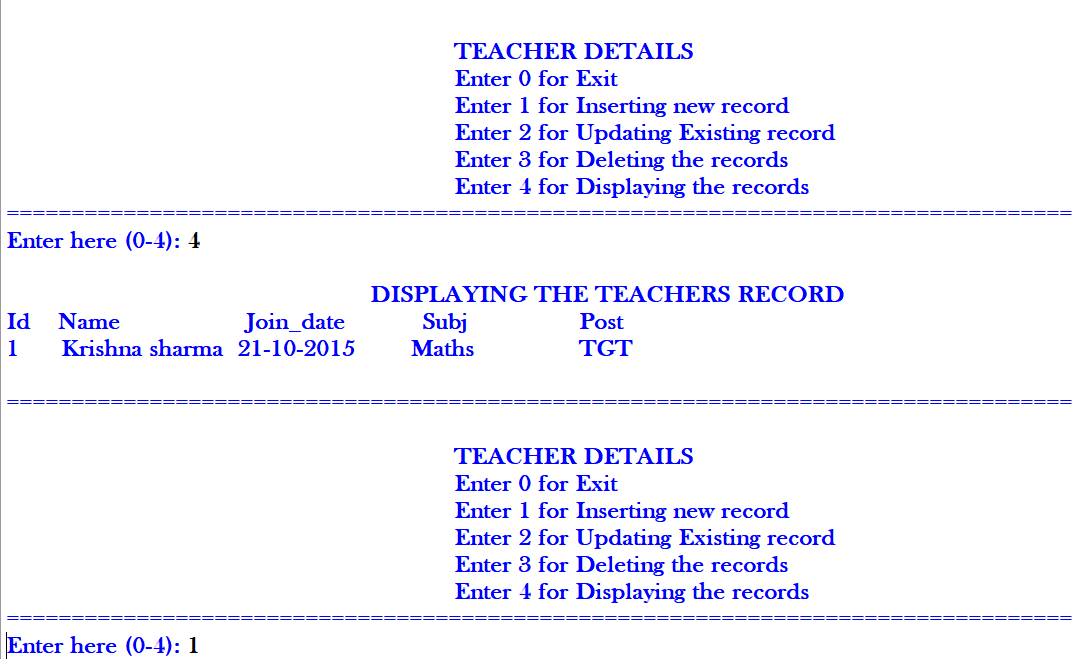 TEACHER DETAILS
Enter 0 for Exit
Enter 1 for Inserting new record
Enter 2 for Updating Existing record
Enter 3 for Deleting the records
Enter 4 for Displaying the records
==================================================================================
Enter here (0-4): 4
DISPLAYING THE TEACHERS RECORD
Id Name Join_date Subj Post
1 Krishna sharma 21-10-2015 Maths TGT
==================================================================================
TEACHER DETAILS
Enter 0 for Exit
Enter 1 for Inserting new record
Enter 2 for Updating Existing record
Enter 3 for Deleting the records
Enter 4 for Displaying the records
==================================================================================
Enter here (0-4): 1